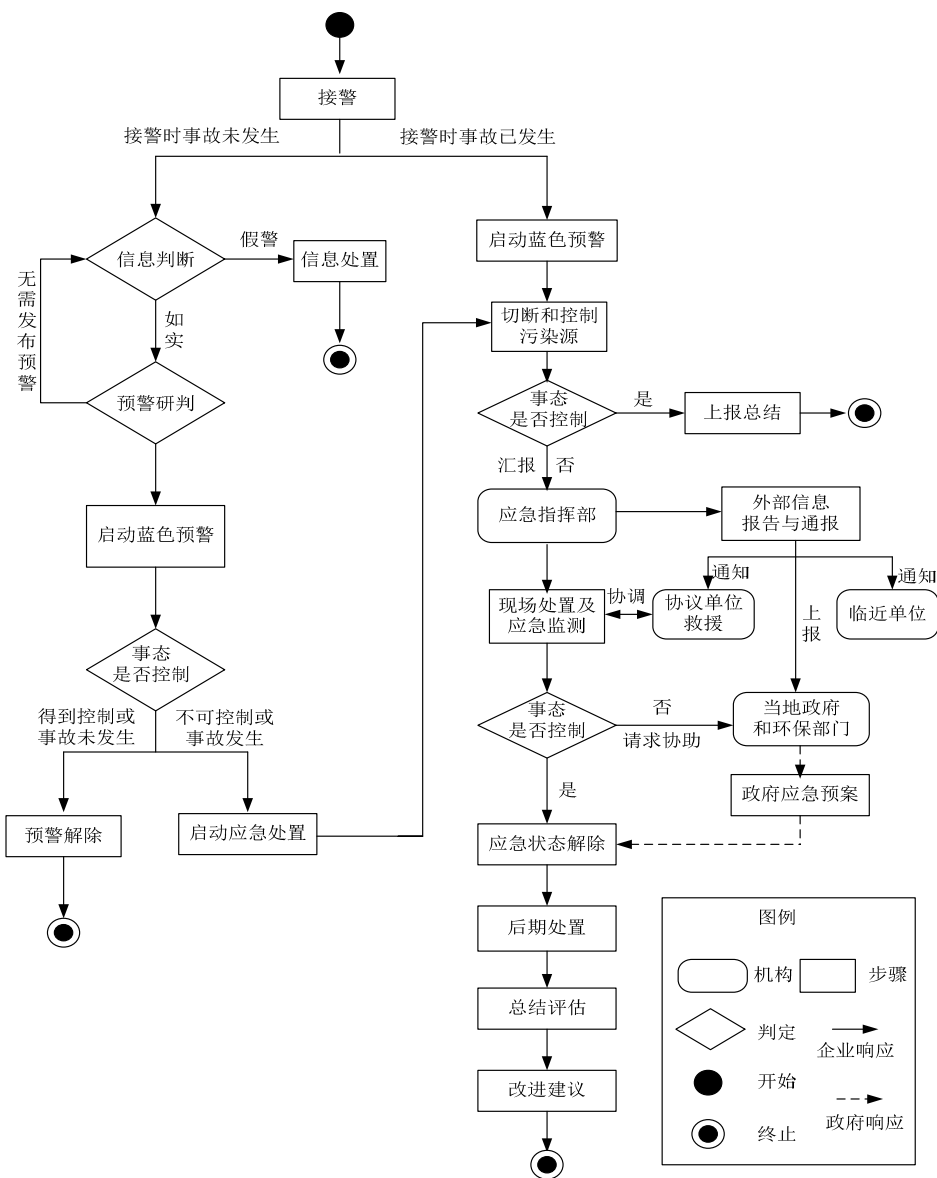 接警
接警时事故未发生
接警时事故已发生
信息判断
假警
信息处置
无需发布预警
如实
预警研判
启动蓝色预警
事态
是否控制
得到控制或
事故未发生
不可控制或
事故发生
预警解除
启动应急处置
启动蓝色预警
切断和控制
污染源
事态
是否控制
是
上报总结
汇报
否
应急指挥部
外部信息
报告与通报
通知
通知
现场处置及
应急监测
协调
协议单位
救援
上报
临近单位
事态
是否控制
否
请求协助
当地政府
和环保部门
是
政府应急预案
应急状态解除
后期处置
总结评估
改进建议
图例
机构
步骤
判定
企业响应
开始
政府响应
终止